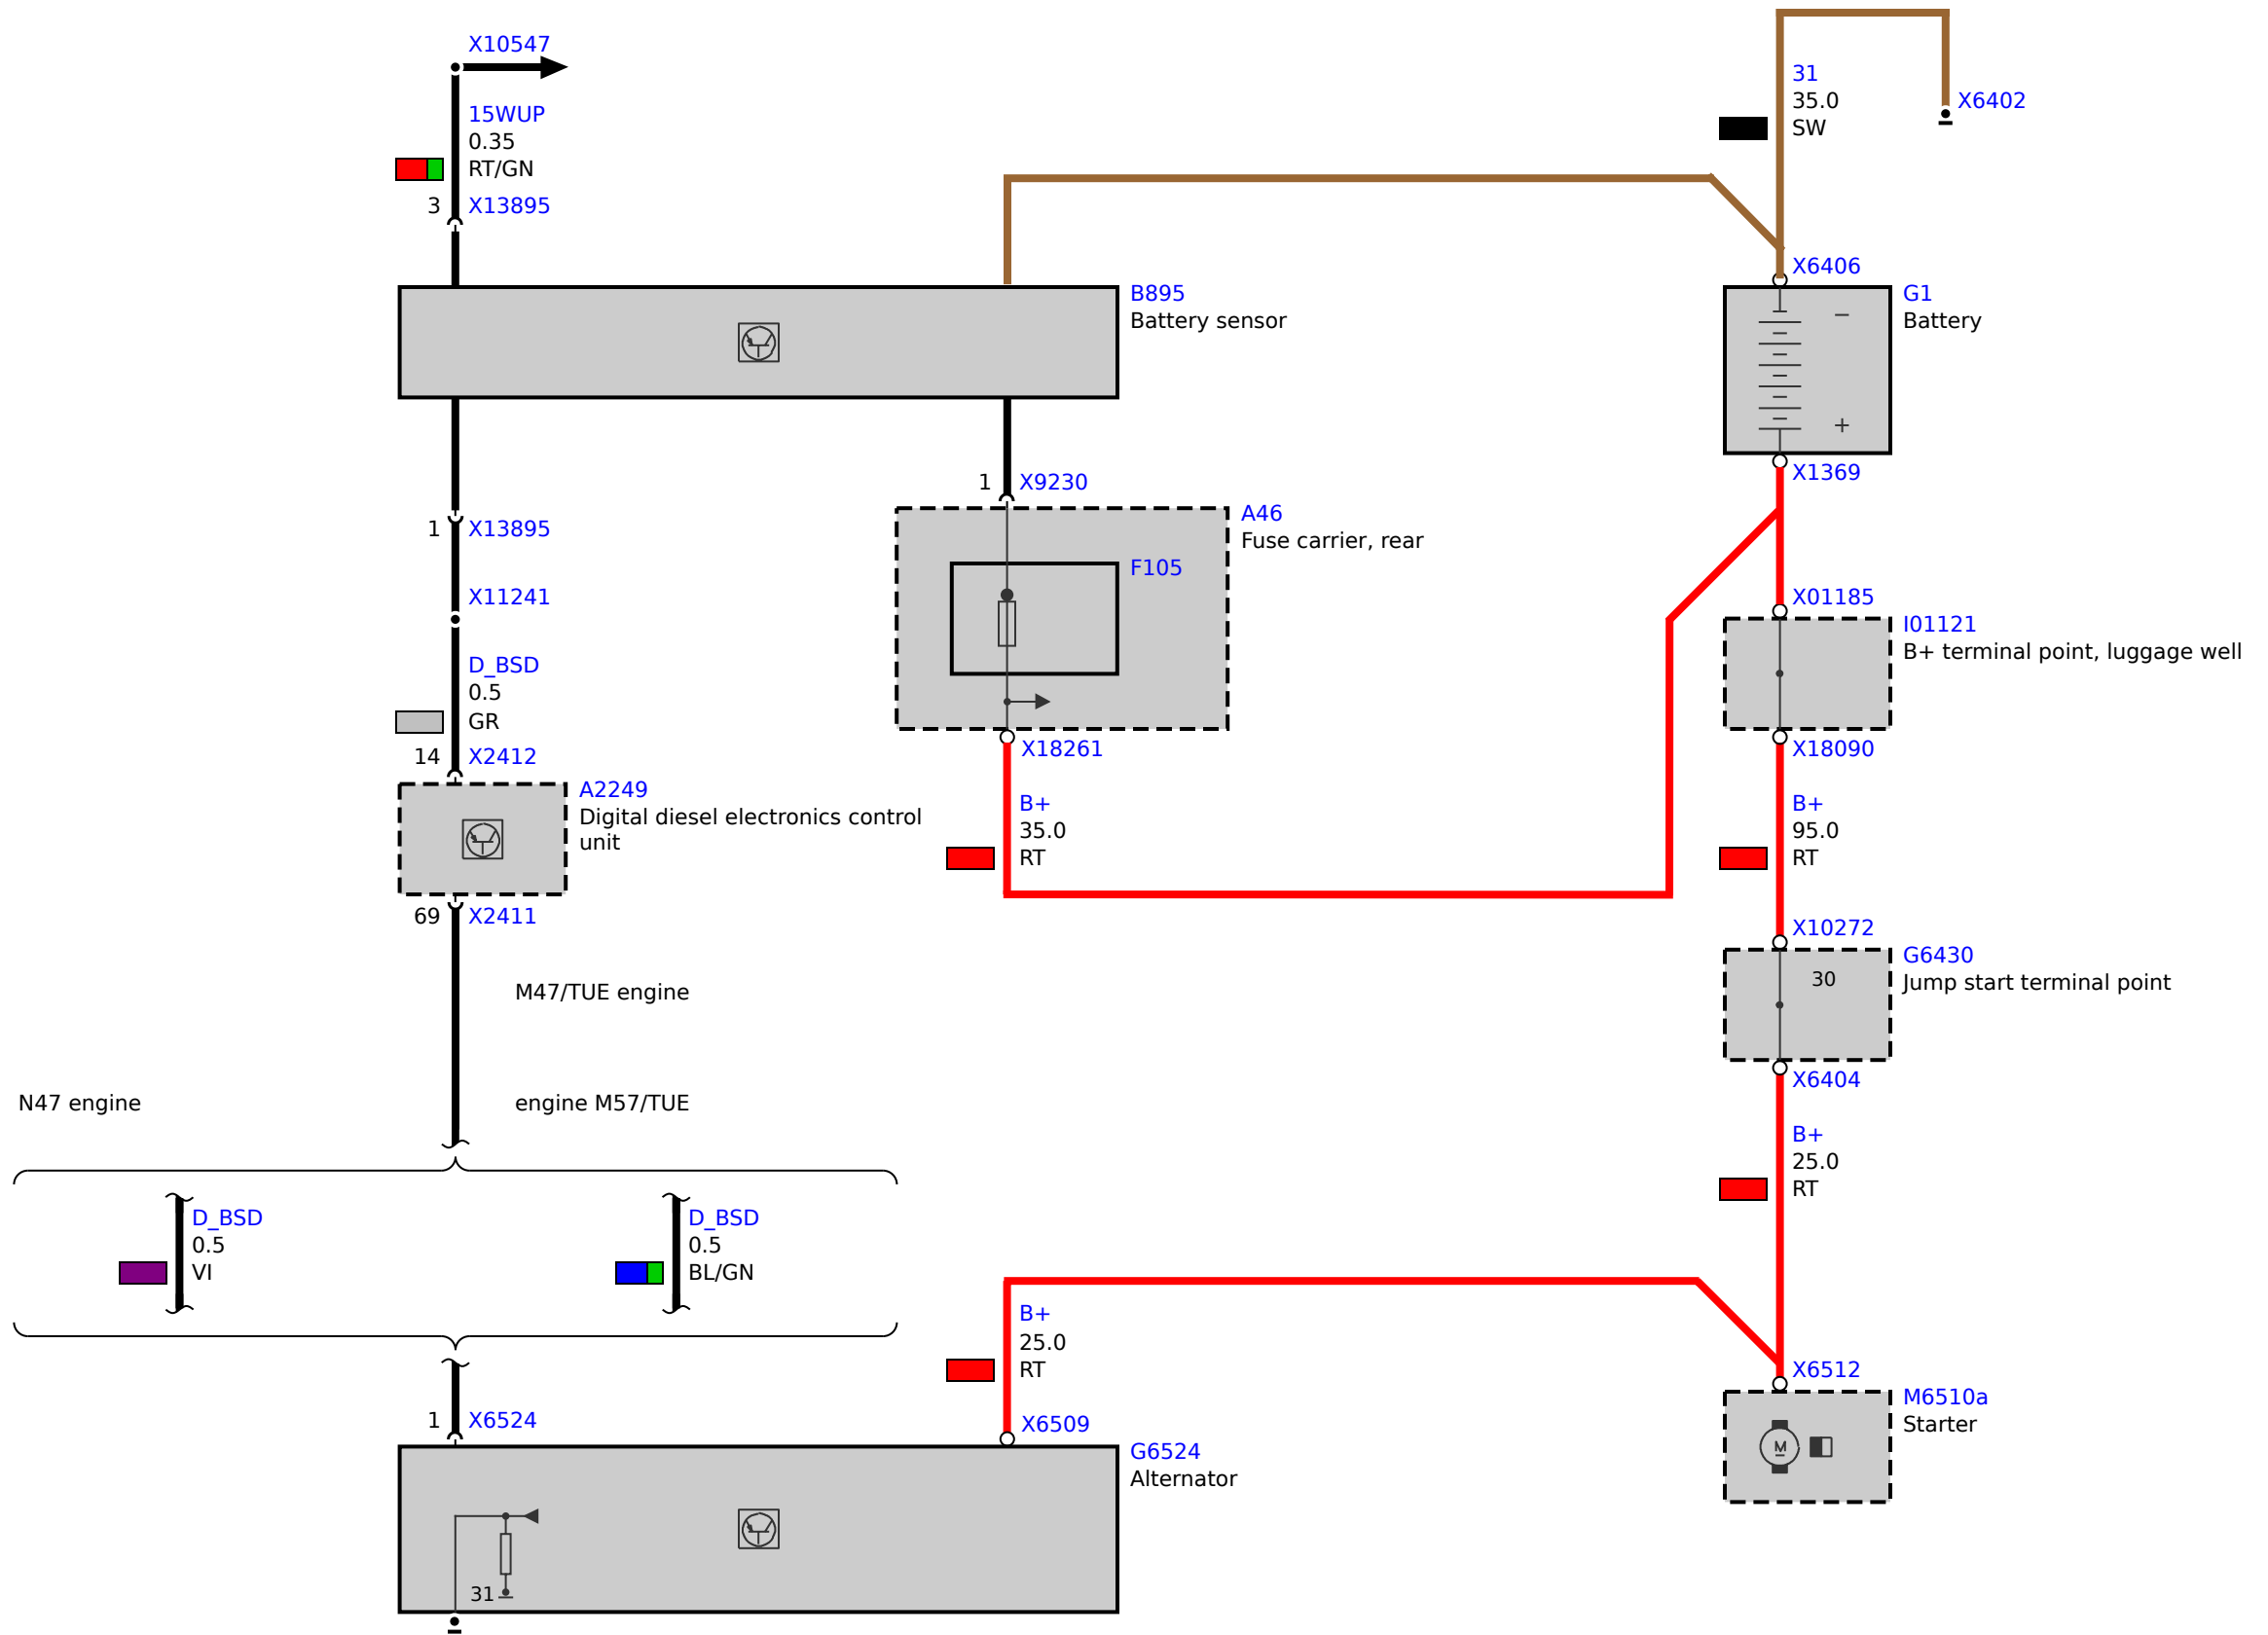 X10547
15WUP
0.35
RT/GN
3 X13895
31
35.0
SW
X6402
X6406
B895
Battery sensor
G1
Battery
−
+
X1369
1 X9230
1 X13895
A46
Fuse carrier, rear
F105
X11241
X01185
I01121
B+ terminal point, luggage well
D_BSD
0.5
GR
14 X2412
X18261
X18090
A2249
Digital diesel electronics control
unit
B+
35.0
RT
B+
95.0
RT
69 X2411
X10272
G6430
Jump start terminal point
30
M47/TUE engine
N47 engine
engine M57/TUE
X6404
B+
25.0
RT
D_BSD
0.5
VI
D_BSD
0.5
BL/GN
B+
25.0
RT
X6512
M6510a
Starter
M
1 X6524
X6509
G6524
Alternator
31